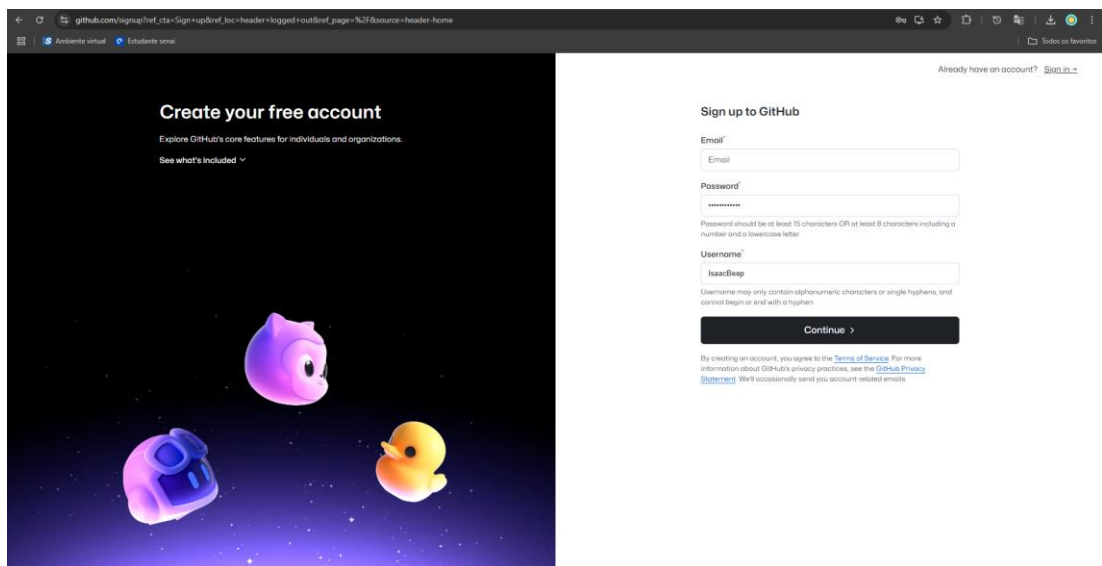 github.com/signup?ref_cta=Sign+up&ref_loc=header+logged+out&ref_page=%2F&source=header-home
Ambiente virtual
Estudante senai
Todos os favoritos
Already have an account? Sign in →
Create your free account
Explore GitHub's core features for individuals and organizations.
See what's included
Sign up to GitHub
Email*
Email
Password*
••••••••••••
Password should be at least 15 characters OR at least 8 characters including a
number and a lowercase letter.
Username*
IsaacBeep
Username may only contain alphanumeric characters or single hyphens, and
cannot begin or end with a hyphen.
Continue >
By creating an account, you agree to the Terms of Service. For more
information about GitHub's privacy practices, see the GitHub Privacy
Statement. We'll occasionally send you account-related emails.